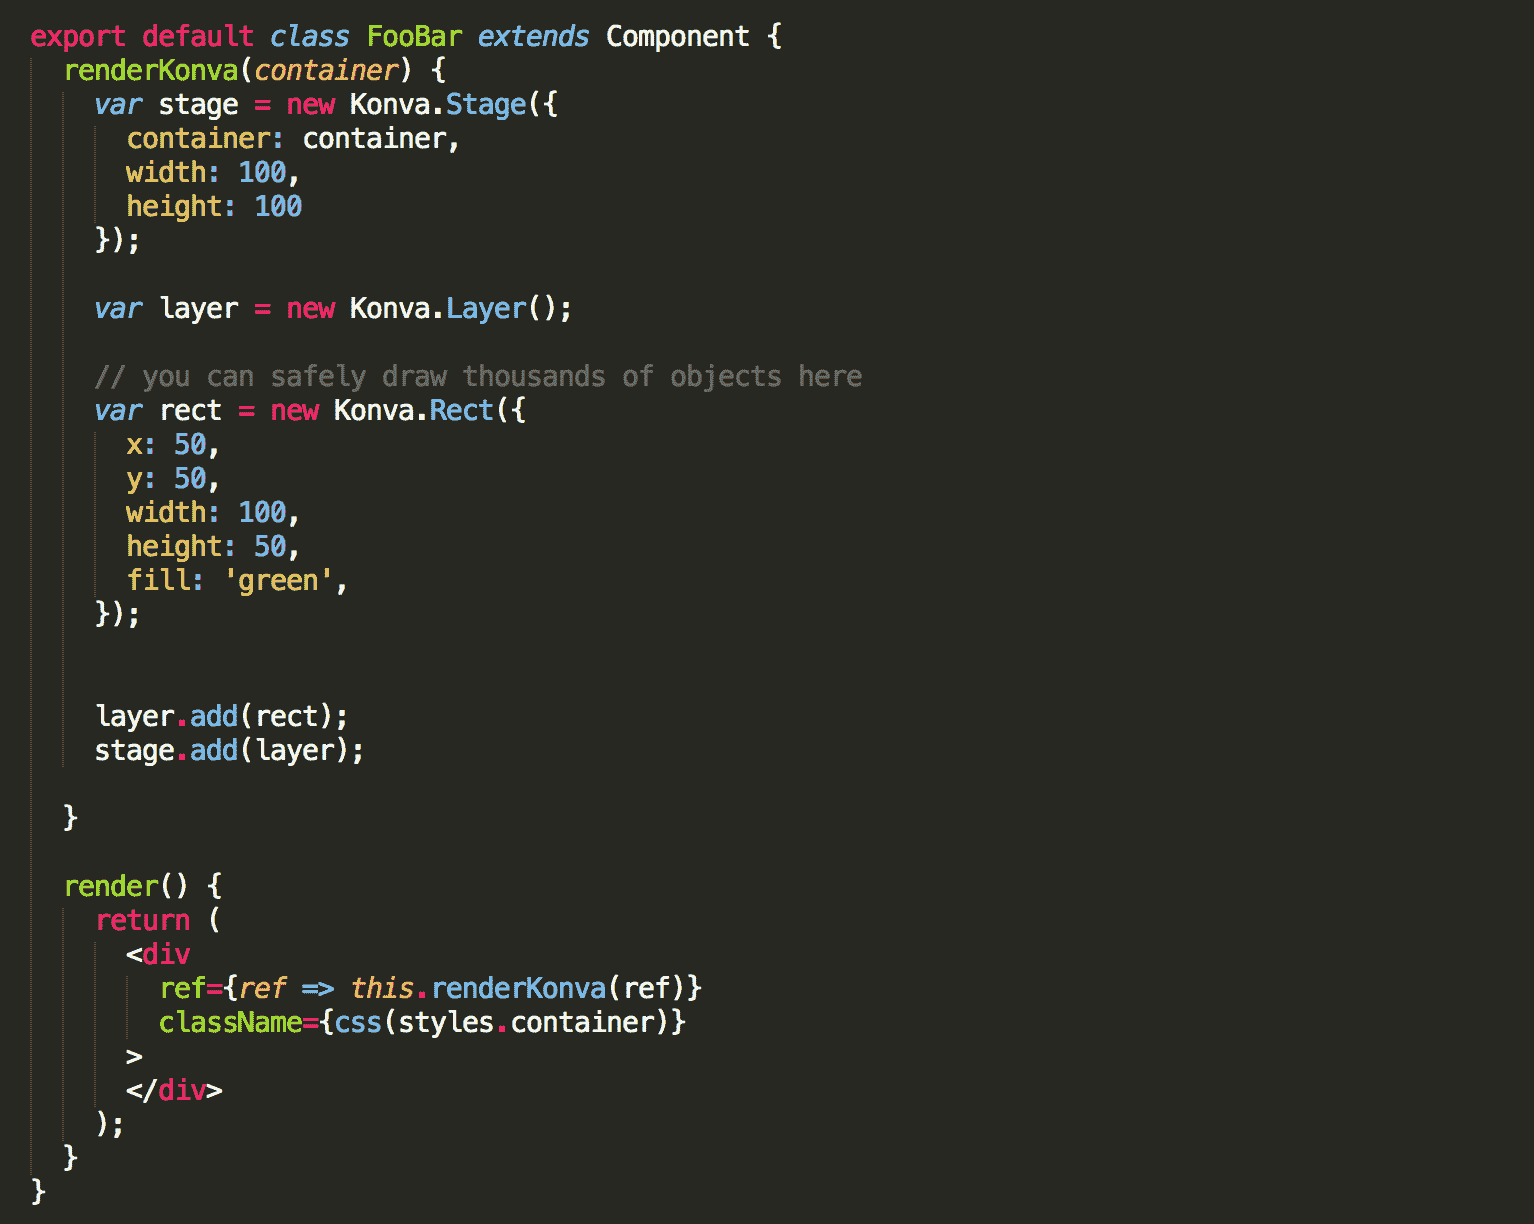 export default class FooBar extends Component {
  renderKonva(container) {
    var stage = new Konva.Stage({
      container: container,
      width: 100,
      height: 100
    });

    var layer = new Konva.Layer();

    // you can safely draw thousands of objects here
    var rect = new Konva.Rect({
      x: 50,
      y: 50,
      width: 100,
      height: 50,
      fill: 'green',
    });


    layer.add(rect);
    stage.add(layer);

  }

  render() {
    return (
      <div
        ref={ref => this.renderKonva(ref)}
        className={css(styles.container)}
      >
      </div>
    );
  }
}